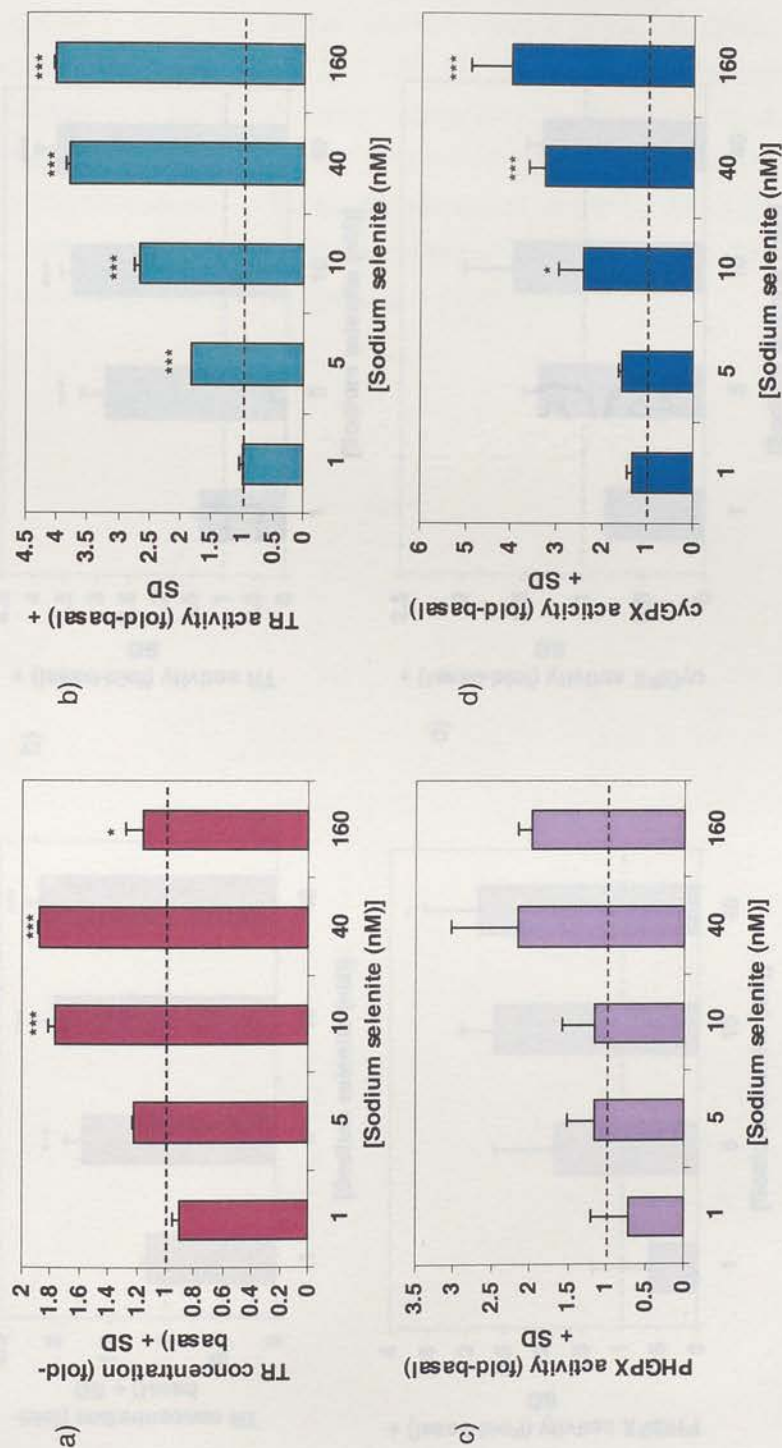 a)
TR concentration (fold-
basal) + SD
2
1.8
1.6
1.4
1.2
1
0.8
0.6
0.4
0.2
0
***
***
*
1 5 10 40 160
[Sodium selenite (nM)]
b)
TR activity (fold-basal) +
SD
4.5
4
3.5
3
2.5
2
1.5
1
0.5
0
***
***
***
***
1 5 10 40 160
[Sodium selenite (nM)]
c)
PHGPX activity (fold-basal)
+ SD
3.5
3
2.5
2
1.5
1
0.5
0
1 5 10 40 160
[Sodium selenite (nM)]
d)
cyGPX activity (fold-basal)
+ SD
6
5
4
3
2
1
0
*
***
***
1 5 10 40 160
[Sodium selenite (nM)]